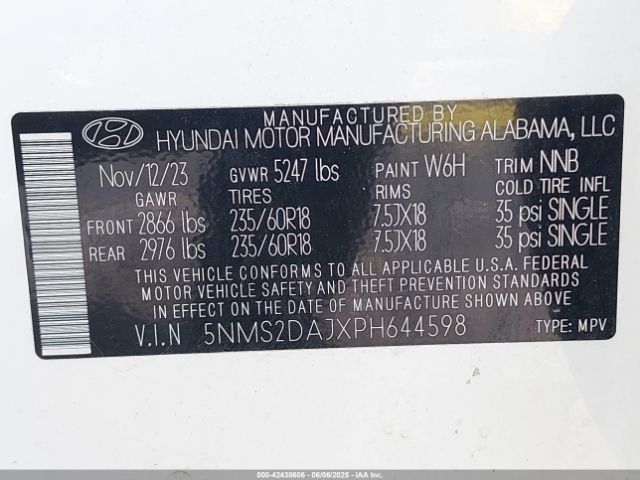 MANUFACTURED BY
HYUNDAI MOTOR MANUFACTURING ALABAMA, LLC
Nov/12/23 GVWR 5247 lbs PAINT W6H TRIM NNB
GAWR TIRES RIMS COLD TIRE INFL
FRONT 2866 lbs 235/60R18 7.5JX18 35 psi SINGLE
REAR 2976 lbs 235/60R18 7.5JX18 35 psi SINGLE
THIS VEHICLE CONFORMS TO ALL APPLICABLE U.S.A. FEDERAL
MOTOR VEHICLE SAFETY AND THEFT PREVENTION STANDARDS
IN EFFECT ON THE DATE OF MANUFACTURE SHOWN ABOVE.
V.I.N 5NMS2DAJXPH644598 TYPE: MPV
00-42438606 - 06/06/2025 - COPYRIGHT IAA